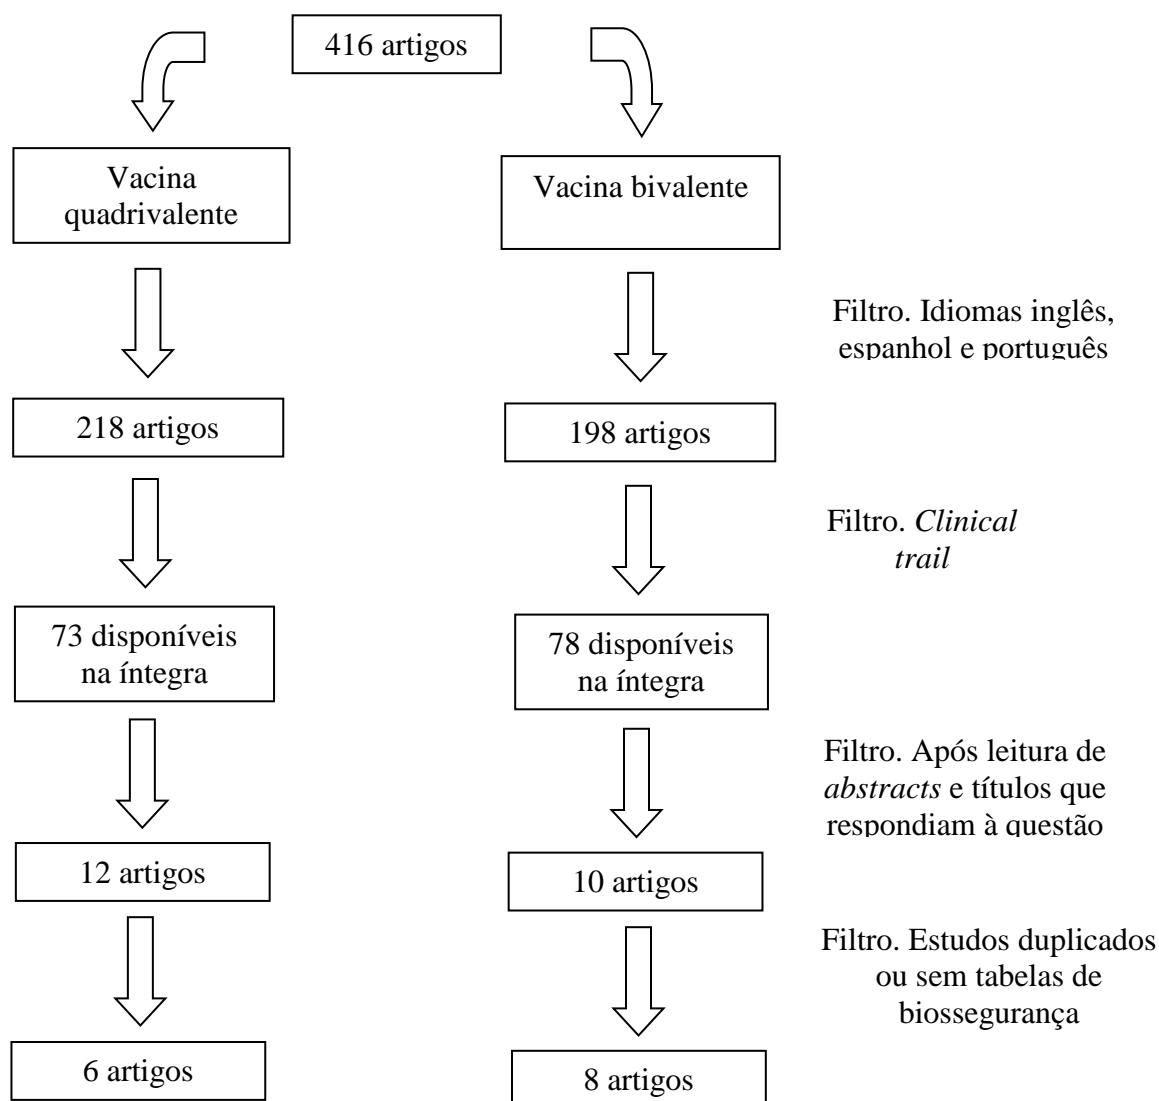 416 artigos
Vacina
quadrivalente
Vacina bivalente
Filtro. Idiomas inglês,
espanhol e português
218 artigos
198 artigos
Filtro. Clinical
trail
73 disponíveis
na íntegra
78 disponíveis
na íntegra
Filtro. Após leitura de
abstracts e títulos que
respondiam à questão
12 artigos
10 artigos
Filtro. Estudos duplicados
ou sem tabelas de
biossegurança
6 artigos
8 artigos